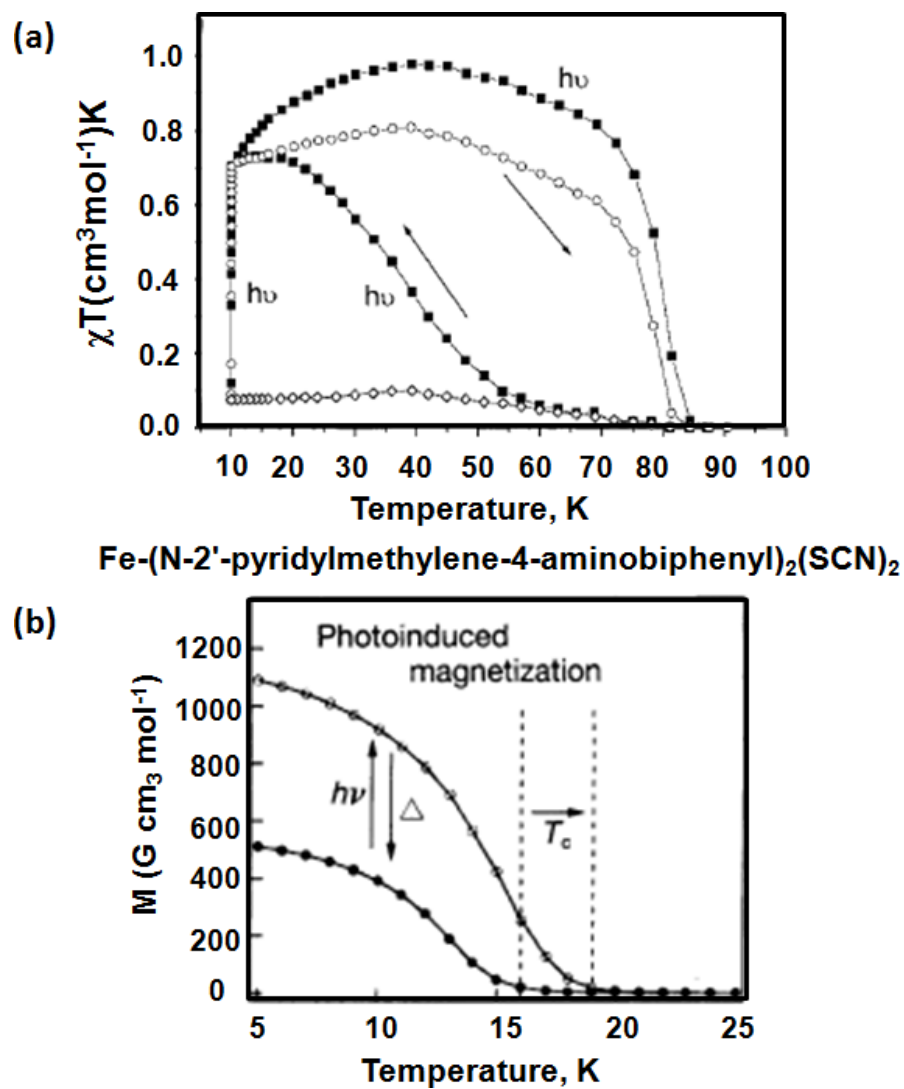 (a)
χT(cm³mol⁻¹)K
1.0
0.8
0.6
0.4
0.2
0.0
hυ
hυ
hυ
10 20 30 40 50 60 70 80 90 100
Temperature, K
Fe-(N-2'-pyridylmethylene-4-aminobiphenyl)₂(SCN)₂
(b)
M (G cm₃ mol⁻¹)
1200
1000
800
600
400
200
0
Photoinduced
magnetization
hν
△
T꜀
5 10 15 20 25
Temperature, K